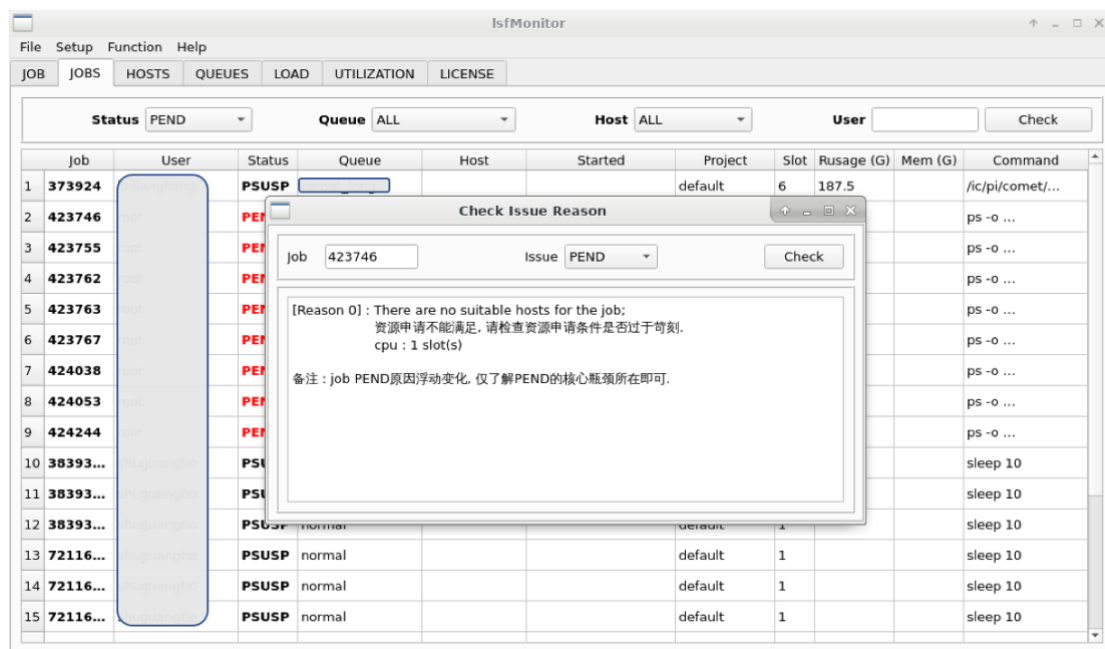 lsfMonitor
File Setup Function Help
JOB JOBS HOSTS QUEUES LOAD UTILIZATION LICENSE
Status PEND Queue ALL Host ALL User Check
Job User Status Queue Host Started Project Slot Rusage (G) Mem (G) Command
1 373924 PSUSP default 6 187.5 /ic/pi/comet/...
Check Issue Reason
Job 423746 Issue PEND Check
[Reason 0] : There are no suitable hosts for the job;
资源申请不能满足, 请检查资源申请条件是否过于苛刻.
cpu : 1 slot(s)
备注 : job PEND原因浮动变化, 仅了解PEND的核心瓶颈所在即可.
2 423746 root ps -o ...
3 423755 ps -o ...
4 423762 ps -o ...
5 423763 ps -o ...
6 423767 ps -o ...
7 424038 ps -o ...
8 424053 root ps -o ...
9 424244 root ps -o ...
10 38393... sleep 10
11 38393... sleep 10
12 38393... PSUSP normal default 1 sleep 10
13 72116... PSUSP normal default 1 sleep 10
14 72116... PSUSP normal default 1 sleep 10
15 72116... PSUSP normal default 1 sleep 10